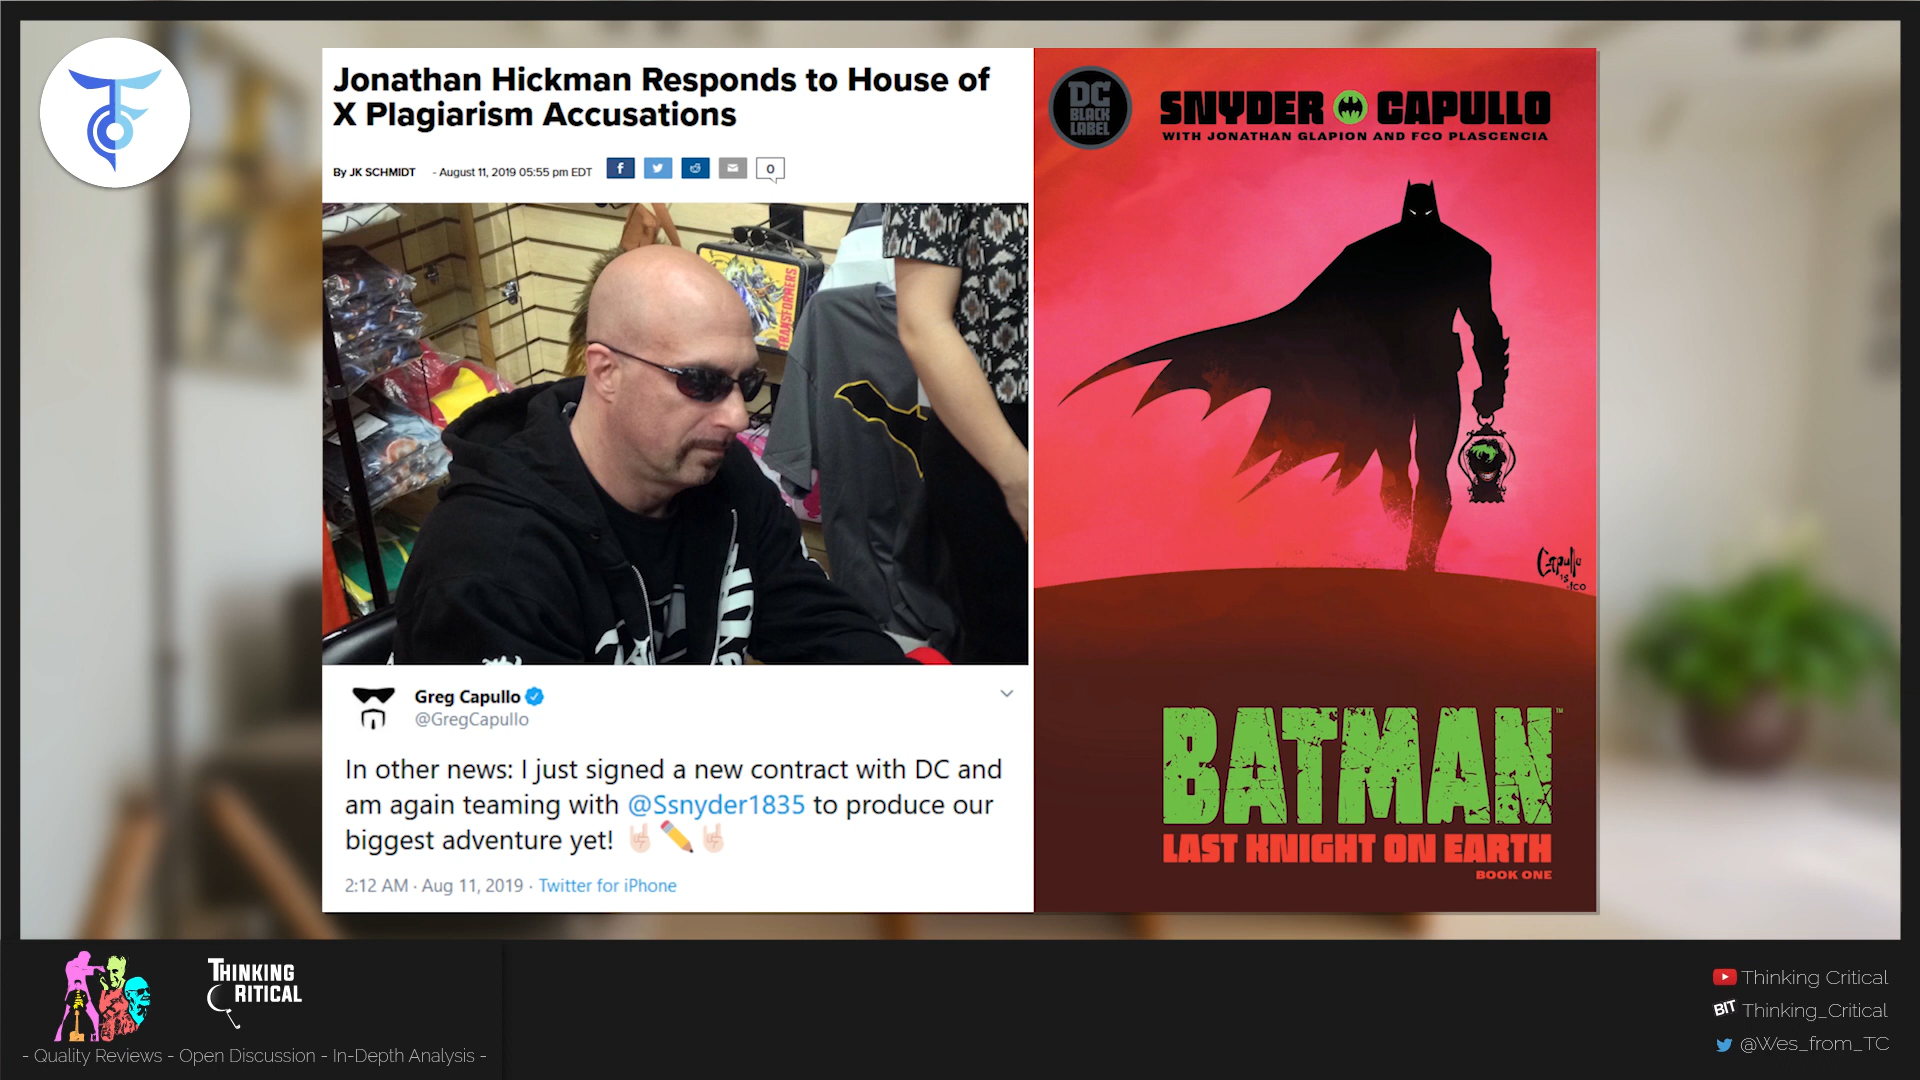 Jonathan Hickman Responds to House of
X Plagiarism Accusations
By JK SCHMIDT - August 11, 2019 05:55 pm EDT
0
TRANSFORMERS
Greg Capullo
@GregCapullo
In other news: I just signed a new contract with DC and
am again teaming with @Ssnyder1835 to produce our
biggest adventure yet!
2:12 AM · Aug 11, 2019 · Twitter for iPhone
DC
BLACK
LABEL
SNYDER CAPULLO
WITH JONATHAN GLAPION AND FCO PLASCENCIA
Capullo
BATMAN™
LAST KNIGHT ON EARTH
BOOK ONE
THINKING
CRITICAL
- Quality Reviews - Open Discussion - In-Depth Analysis -
Thinking Critical
BIT Thinking_Critical
@Wes_from_TC